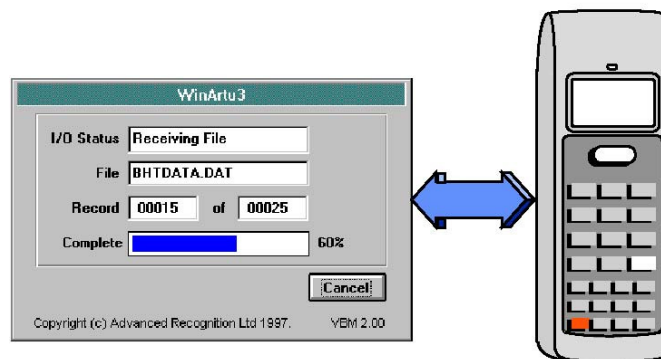 WinArtu3
I/O Status Receiving File
File BHTDATA.DAT
Record 00015 of 00025
Complete 60%
Cancel
Copyright (c) Advanced Recognition Ltd 1997. VBM 2.00